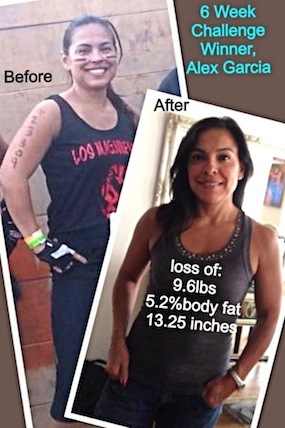 6 Week
Challenge
Winner,
Alex Garcia
Before
After
loss of:
9.6lbs
5.2%body fat
13.25 inches